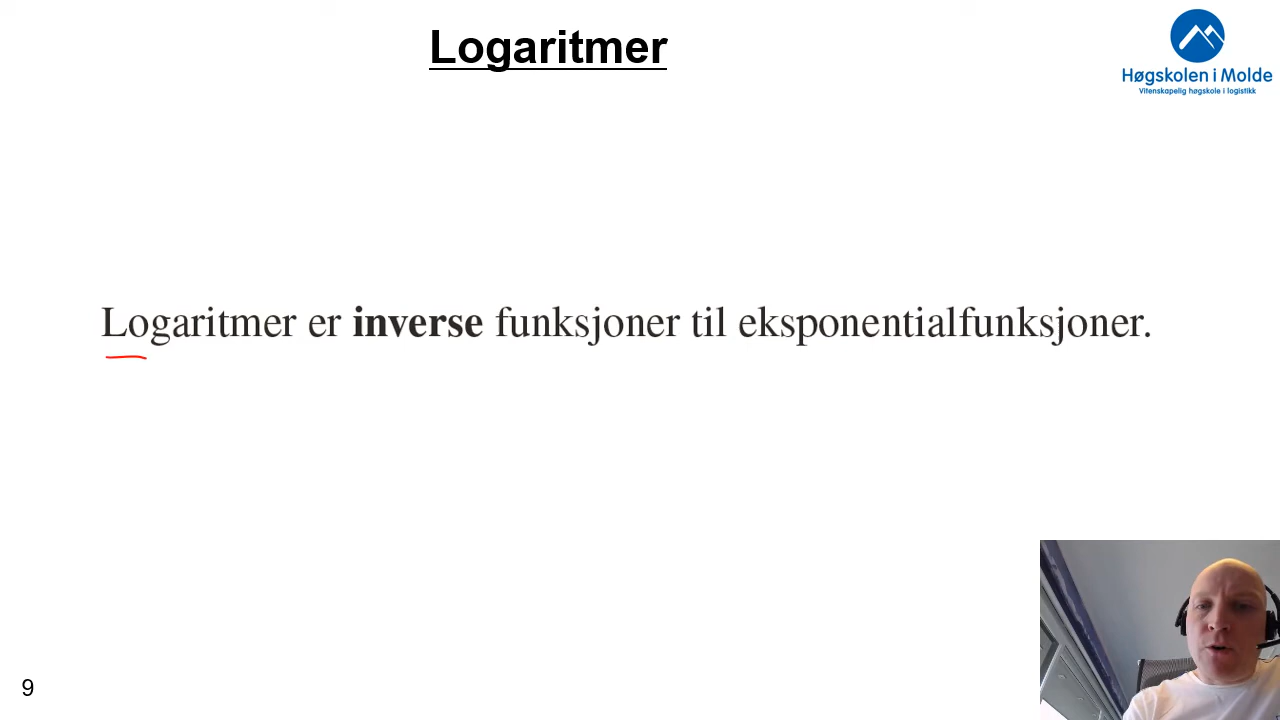 Logaritmer
Høgskolen i Molde
Vitenskapelig høgskole i logistikk
Logaritmer er inverse funksjoner til eksponentialfunksjoner.
9